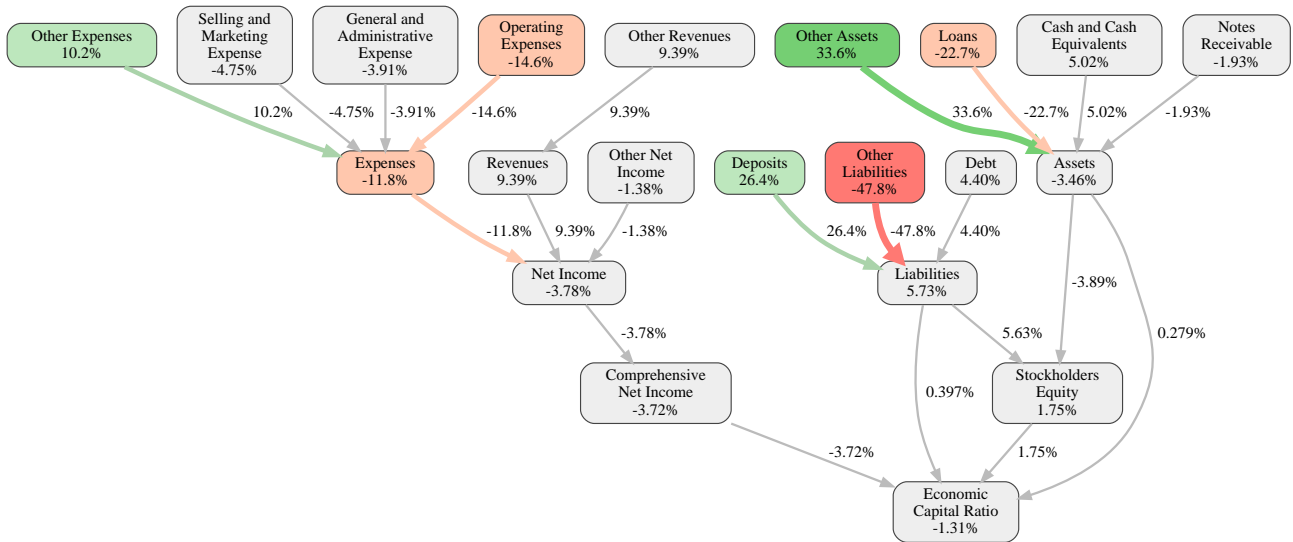 Other Expenses
10.2%
Selling and
Marketing
Expense
-4.75%
General and
Administrative
Expense
-3.91%
Operating
Expenses
-14.6%
Other Revenues
9.39%
Other Assets
33.6%
Loans
-22.7%
Cash and Cash
Equivalents
5.02%
Notes
Receivable
-1.93%
10.2%
-4.75%
-3.91%
-14.6%
9.39%
33.6%
-22.7%
5.02%
-1.93%
Expenses
-11.8%
Revenues
9.39%
Other Net
Income
-1.38%
Deposits
26.4%
Other
Liabilities
-47.8%
Debt
4.40%
Assets
-3.46%
-11.8%
9.39%
-1.38%
26.4%
-47.8%
4.40%
Net Income
-3.78%
Liabilities
5.73%
-3.89%
-3.78%
5.63%
0.279%
Comprehensive
Net Income
-3.72%
0.397%
Stockholders
Equity
1.75%
-3.72%
1.75%
Economic
Capital Ratio
-1.31%